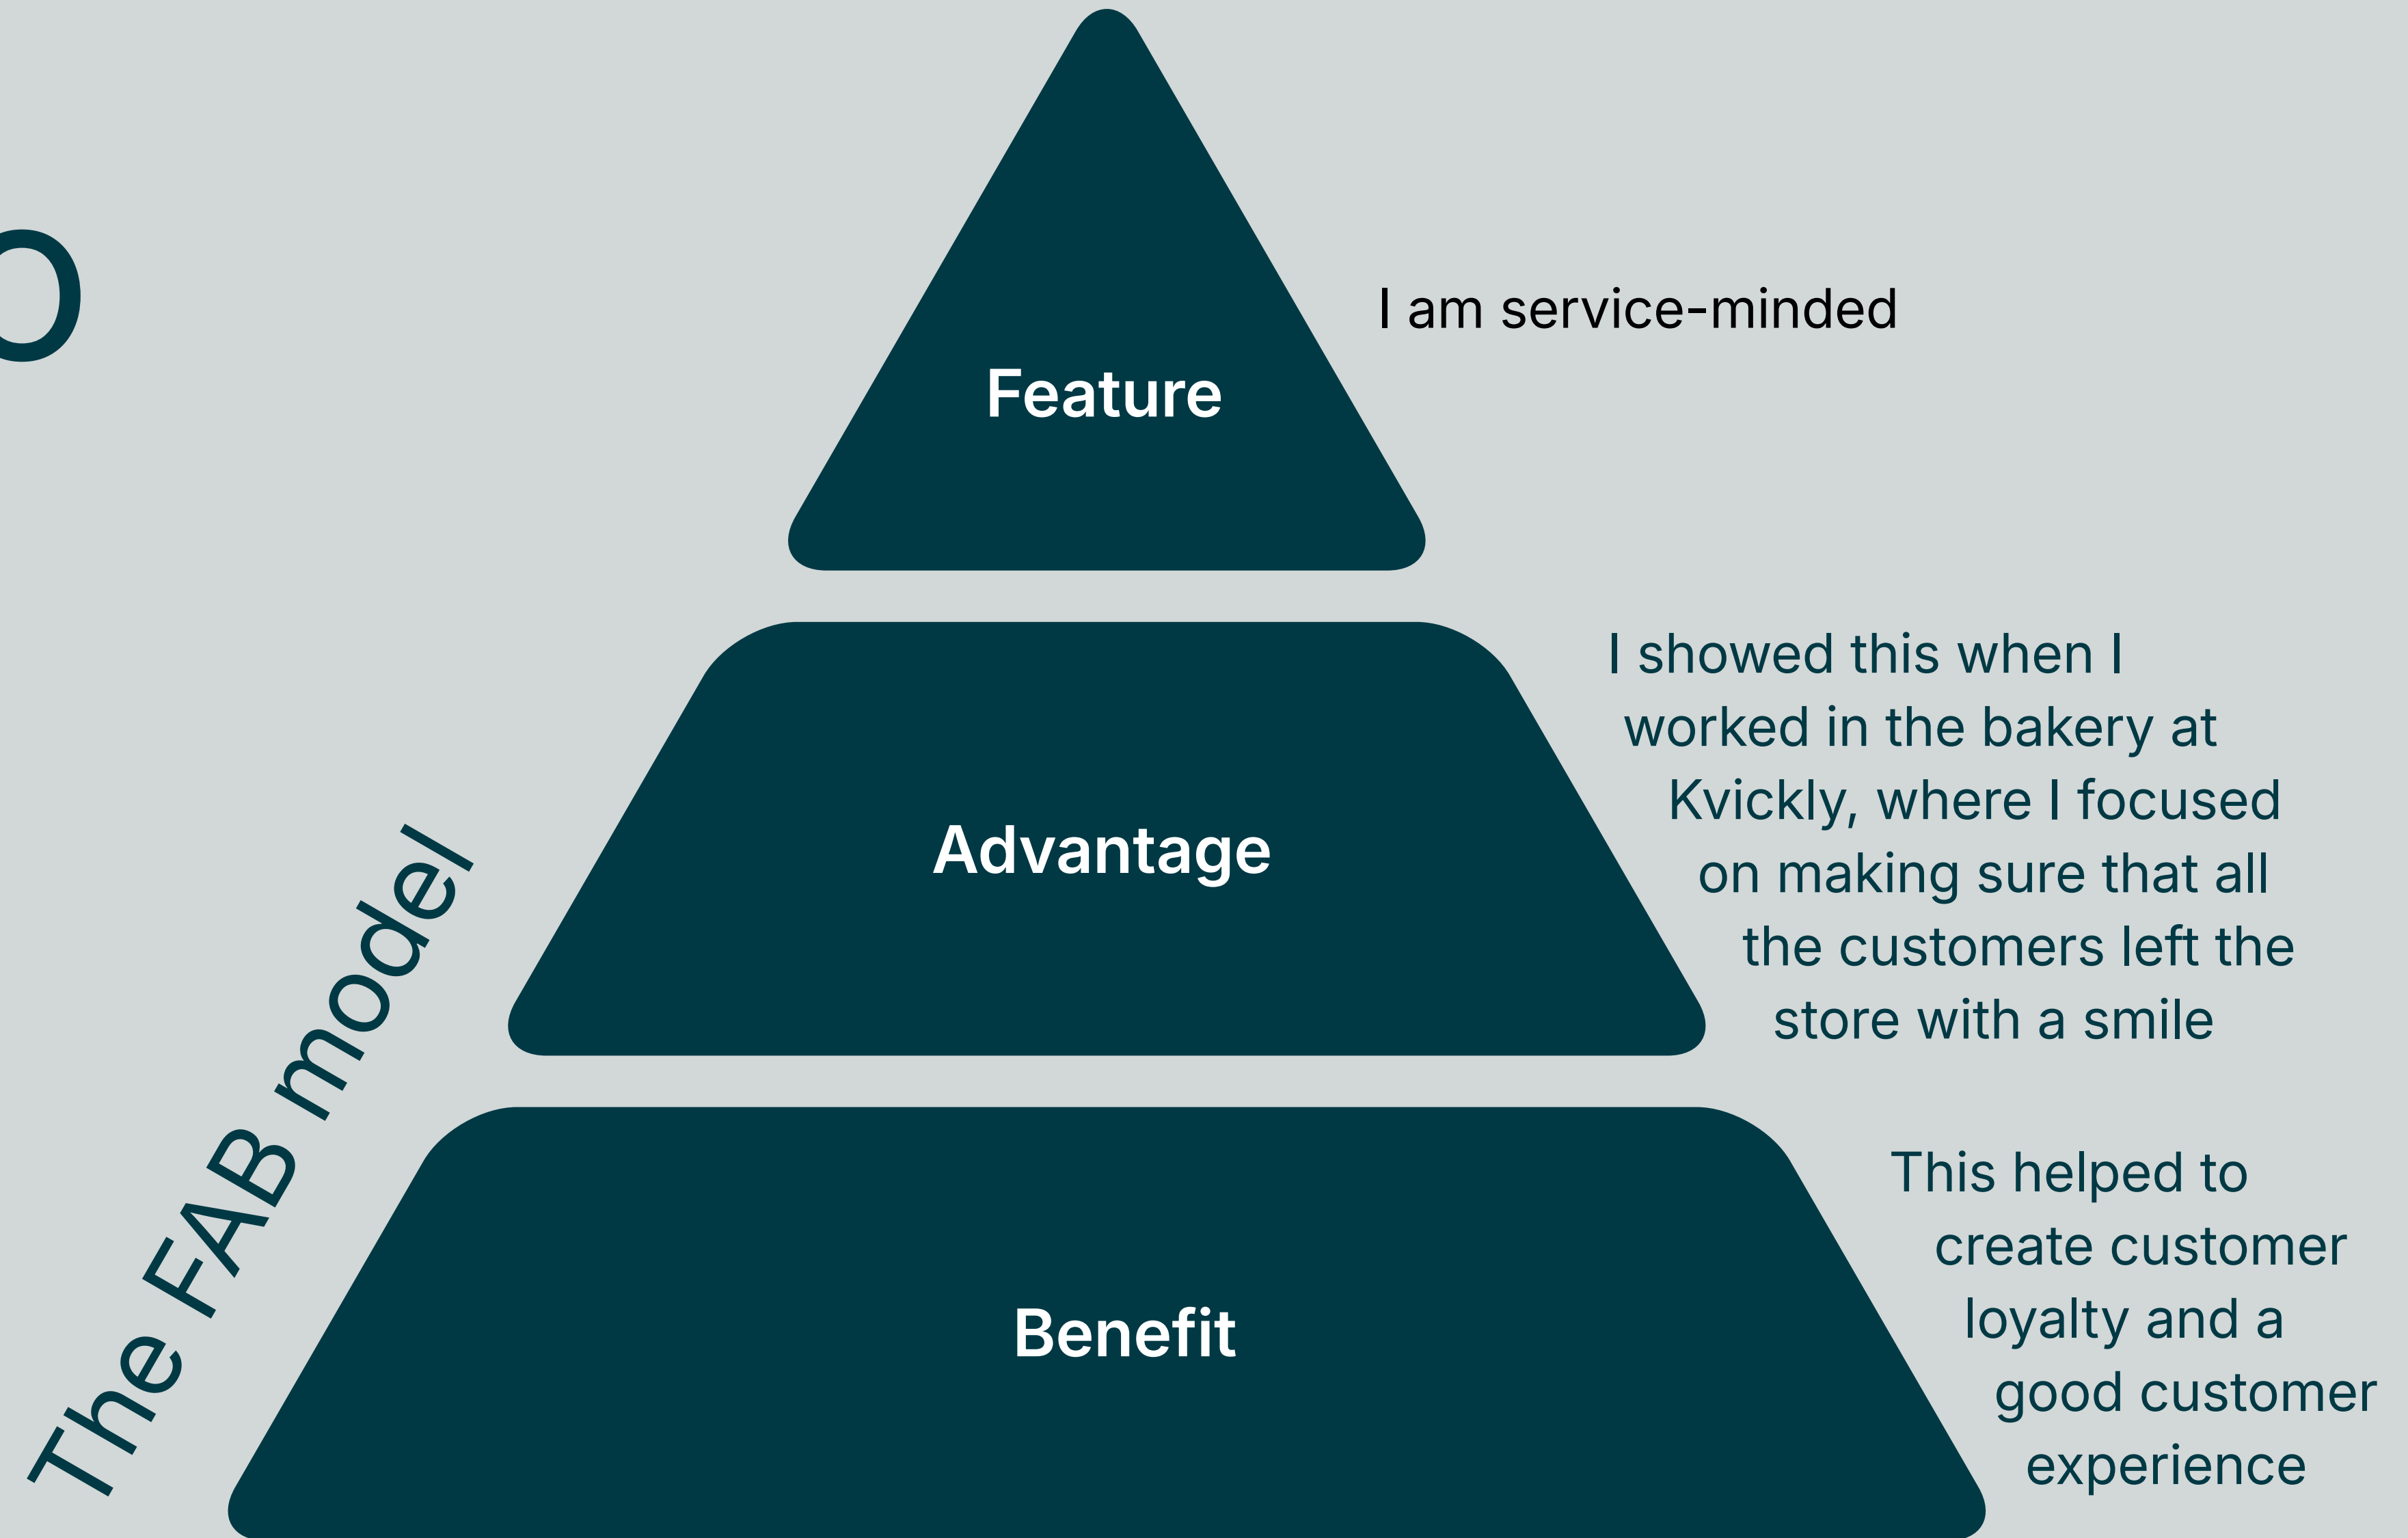 Feature
I am service-minded
Advantage
I showed this when I
worked in the bakery at
Kvickly, where I focused
on making sure that all
the customers left the
store with a smile
Benefit
This helped to
create customer
loyalty and a
good customer
experience
The FAB model